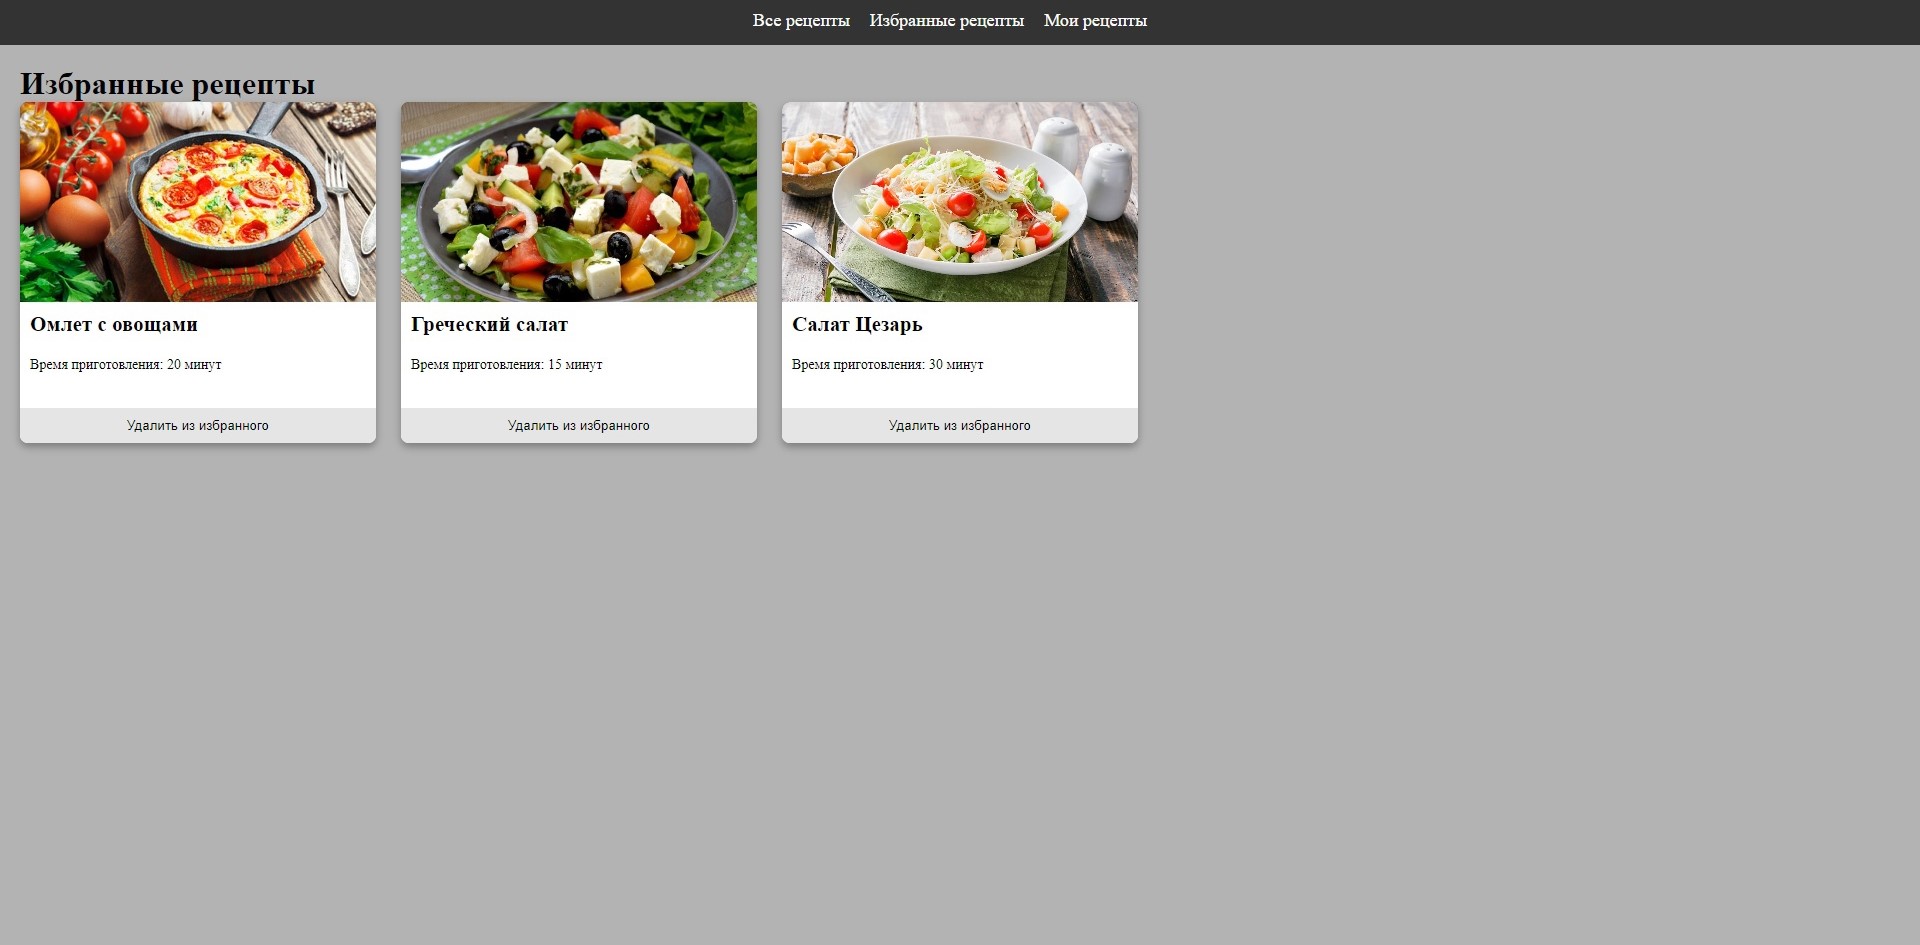 Все рецепты Избранные рецепты Мои рецепты
Избранные рецепты
Омлет с овощами
Время приготовления: 20 минут
Удалить из избранного
Греческий салат
Время приготовления: 15 минут
Удалить из избранного
Салат Цезарь
Время приготовления: 30 минут
Удалить из избранного